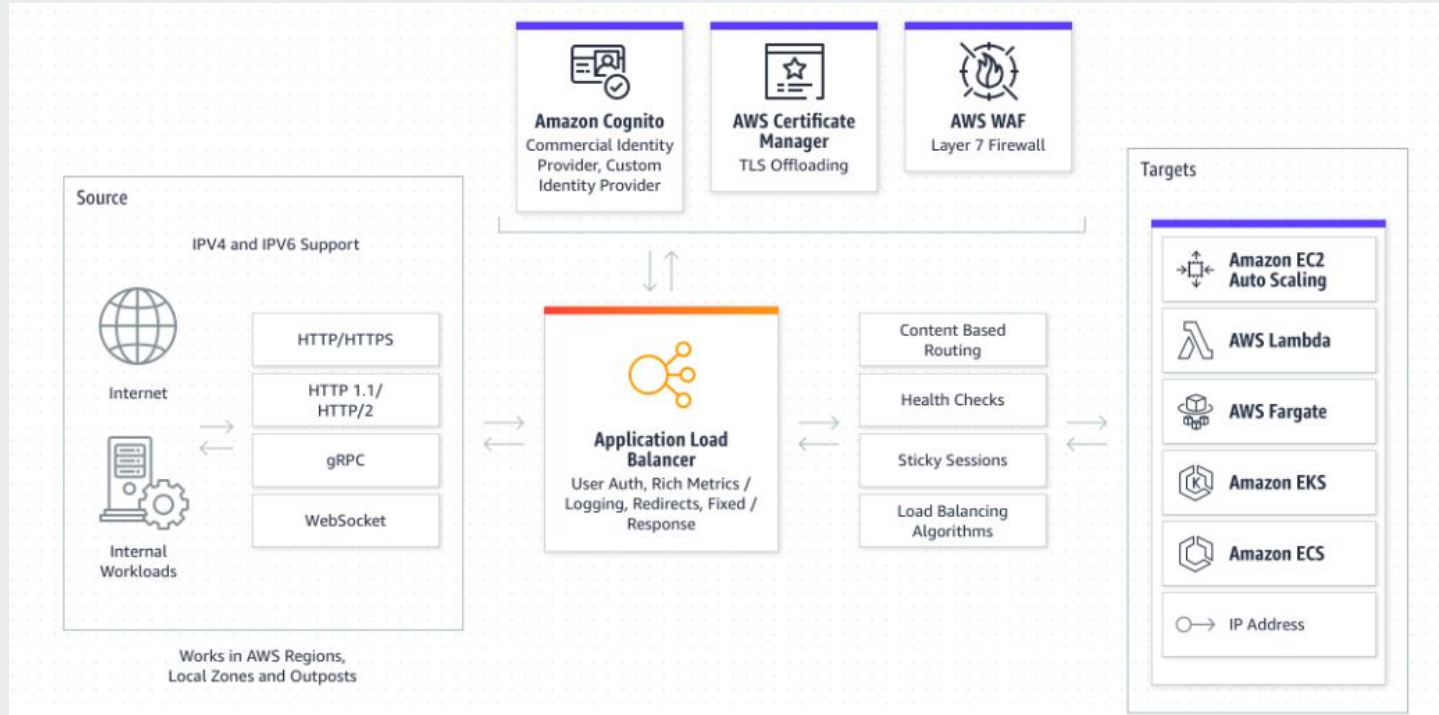 Amazon Cognito
Commercial Identity
Provider, Custom
Identity Provider
AWS Certificate
Manager
TLS Offloading
AWS WAF
Layer 7 Firewall
Source
IPV4 and IPV6 Support
Internet
Internal
Workloads
HTTP/HTTPS
HTTP 1.1/
HTTP/2
gRPC
WebSocket
Works in AWS Regions,
Local Zones and Outposts
Application Load
Balancer
User Auth, Rich Metrics /
Logging, Redirects, Fixed /
Response
Content Based
Routing
Health Checks
Sticky Sessions
Load Balancing
Algorithms
Targets
Amazon EC2
Auto Scaling
AWS Lambda
AWS Fargate
K
Amazon EKS
Amazon ECS
IP Address